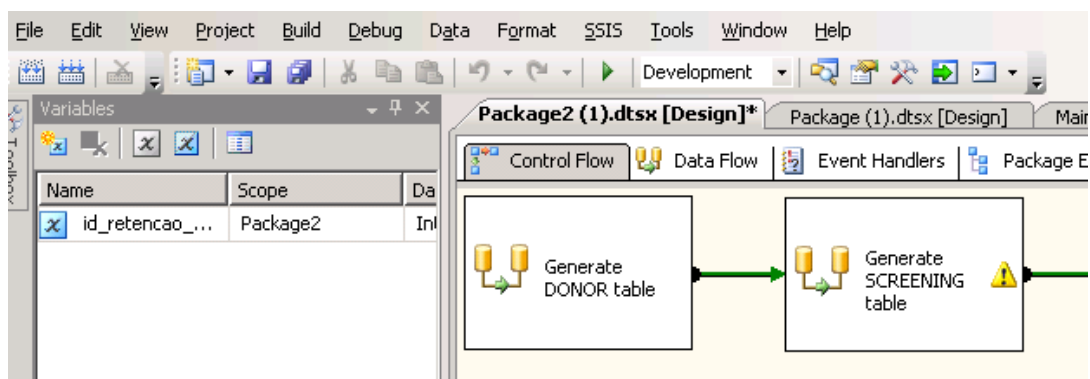 File Edit View Project Build Debug Data Format SSIS Tools Window Help
Development
Variables
Package2 (1).dtsx [Design]* Package (1).dtsx [Design] Main
Toolbox
Control Flow Data Flow Event Handlers Package E
Name Scope Da
id_retencao_... Package2 Int
Generate
DONOR table
Generate
SCREENING
table